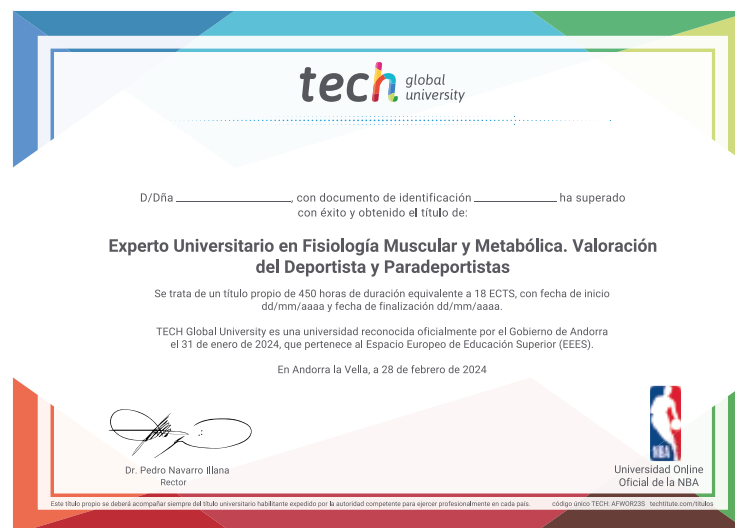 tech global university
D/Dña ____________, con documento de identificación ____________ ha superado
con éxito y obtenido el título de:
Experto Universitario en Fisiología Muscular y Metabólica. Valoración
del Deportista y Paradeportistas
Se trata de un título propio de 450 horas de duración equivalente a 18 ECTS, con fecha de inicio
dd/mm/aaaa y fecha de finalización dd/mm/aaaa.
TECH Global University es una universidad reconocida oficialmente por el Gobierno de Andorra
el 31 de enero de 2024, que pertenece al Espacio Europeo de Educación Superior (EEES).
En Andorra la Vella, a 28 de febrero de 2024
Dr. Pedro Navarro Illana
Rector
NBA
Universidad Online
Oficial de la NBA
Este título propio se deberá acompañar siempre del título universitario habilitante expedido por la autoridad competente para ejercer profesionalmente en cada país. código único TECH: AFWOR23S techtitute.com/títulos